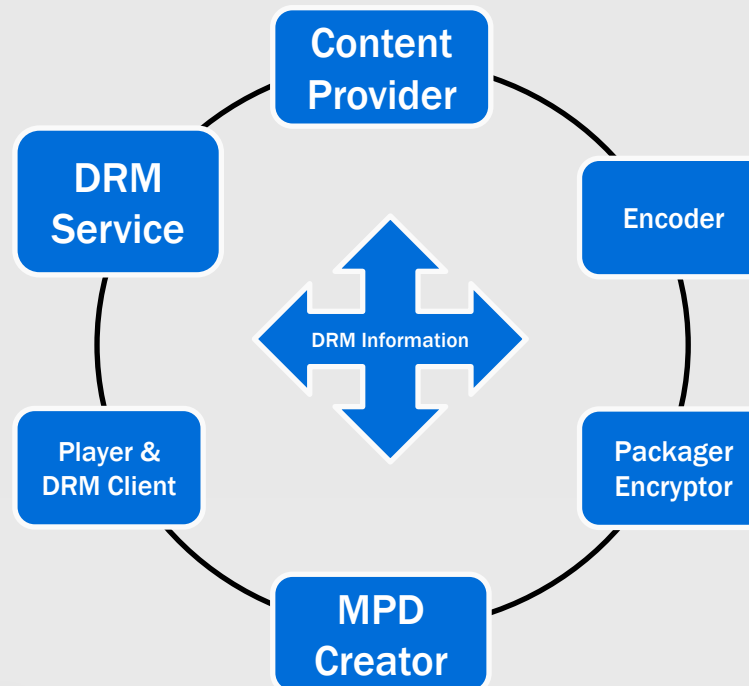 Content
Provider
DRM
Service
Encoder
DRM Information
Player &
DRM Client
Packager
Encryptor
MPD
Creator